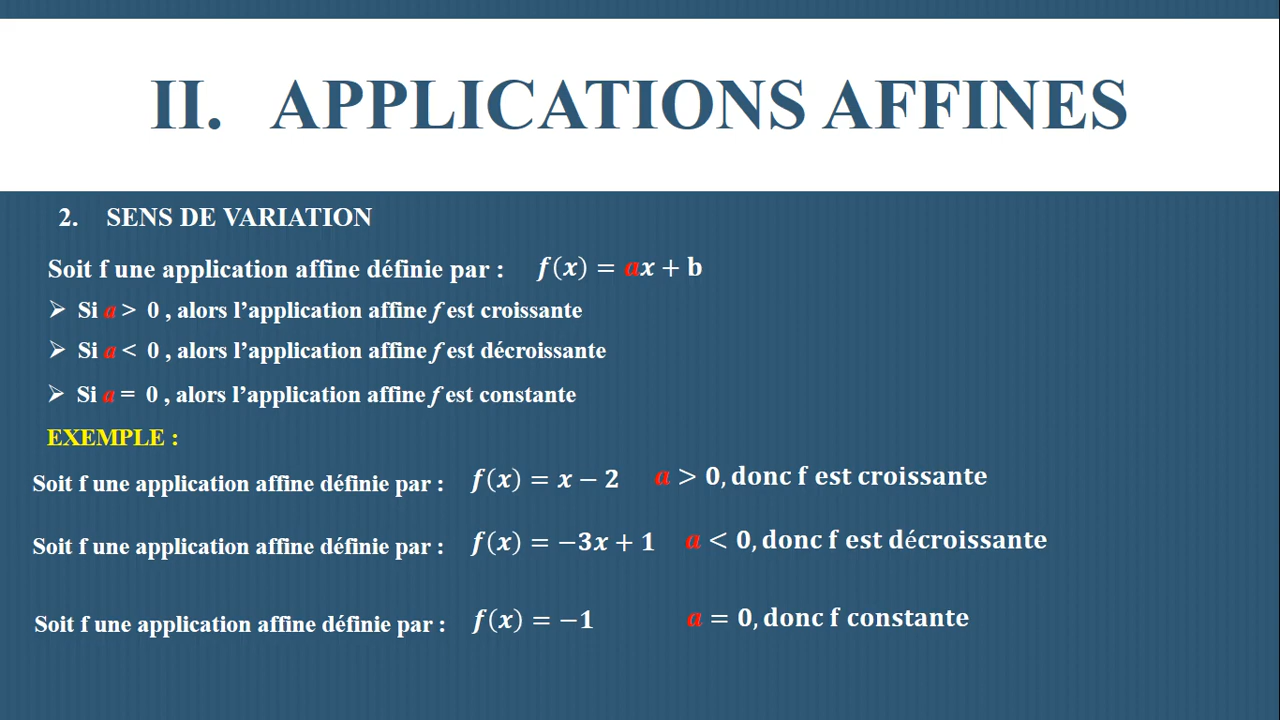 II. APPLICATIONS AFFINES
2. SENS DE VARIATION
Soit f une application affine définie par : f(x) = ax + b
➢ Si a > 0 , alors l’application affine f est croissante
➢ Si a < 0 , alors l’application affine f est décroissante
➢ Si a = 0 , alors l’application affine f est constante
EXEMPLE :
Soit f une application affine définie par : f(x) = x − 2 a > 0, donc f est croissante
Soit f une application affine définie par : f(x) = −3x + 1 a < 0, donc f est décroissante
Soit f une application affine définie par : f(x) = −1 a = 0, donc f constante